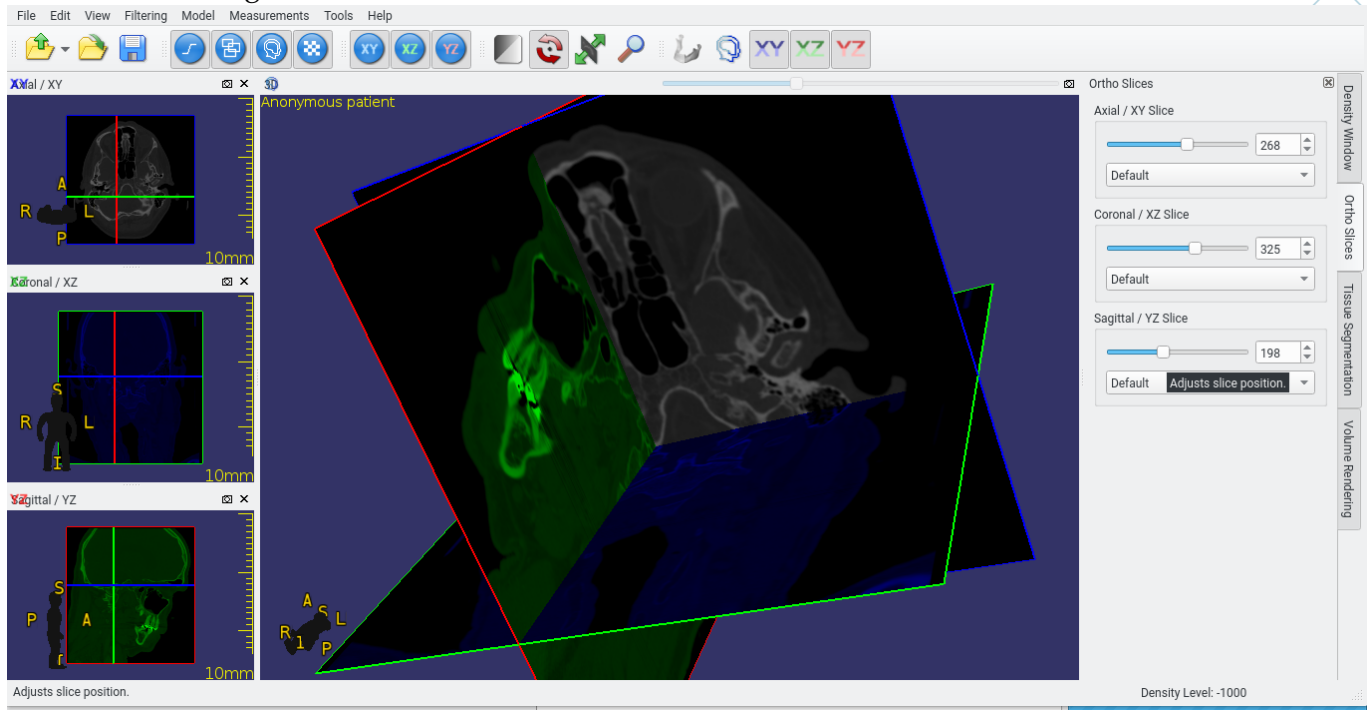 File Edit View Filtering Model Measurements Tools Help
XY XZ YZ XY XZ YZ
Axial / XY
3D
Ortho Slices
Anonymous patient
Axial / XY Slice
268
Default
A
R L
P
10mm
Coronal / XZ Slice
325
Default
Coronal / XZ
S
R L
I
10mm
Sagittal / YZ Slice
198
Default Adjusts slice position.
Sagittal / YZ
S
P A
I
10mm
A S L
R I P
Density Window
Ortho Slices
Tissue Segmentation
Volume Rendering
Adjusts slice position.
Density Level: -1000